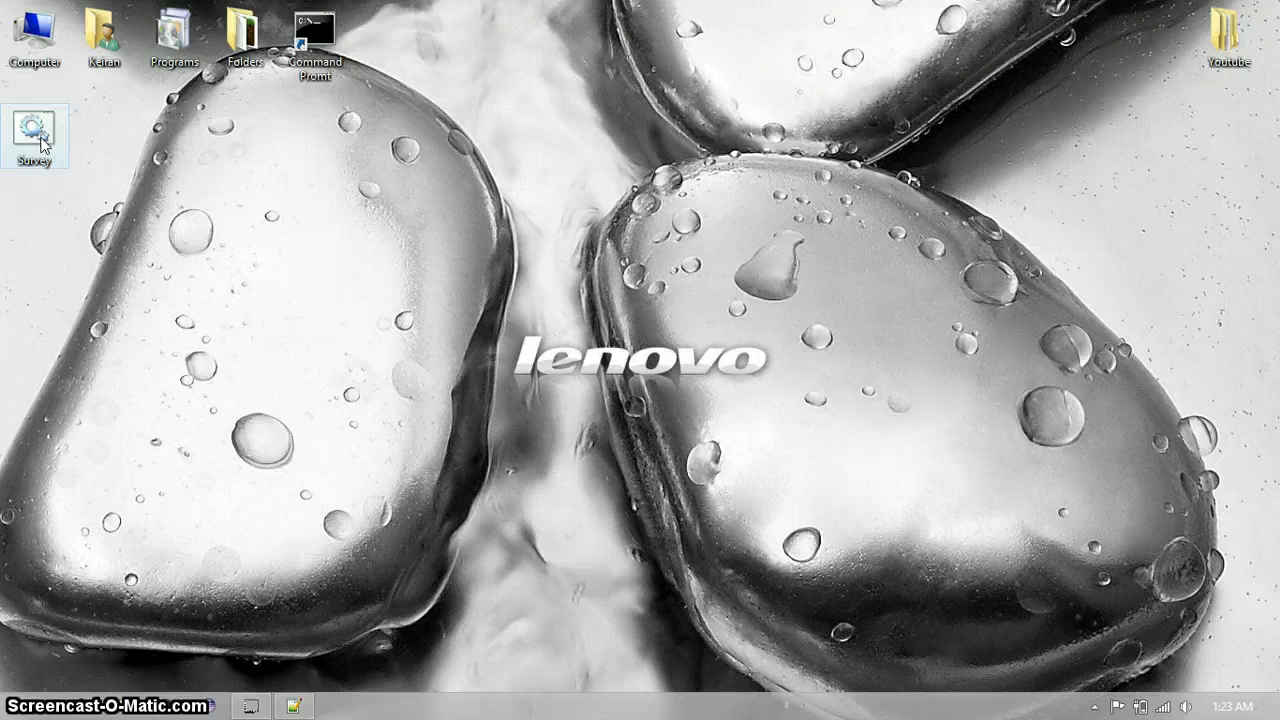 Computer
Keiran
Programs
Folders
Command
Promt
Youtube
C:\
Survey
lenovo
Screencast-O-Matic.com
1:23 AM